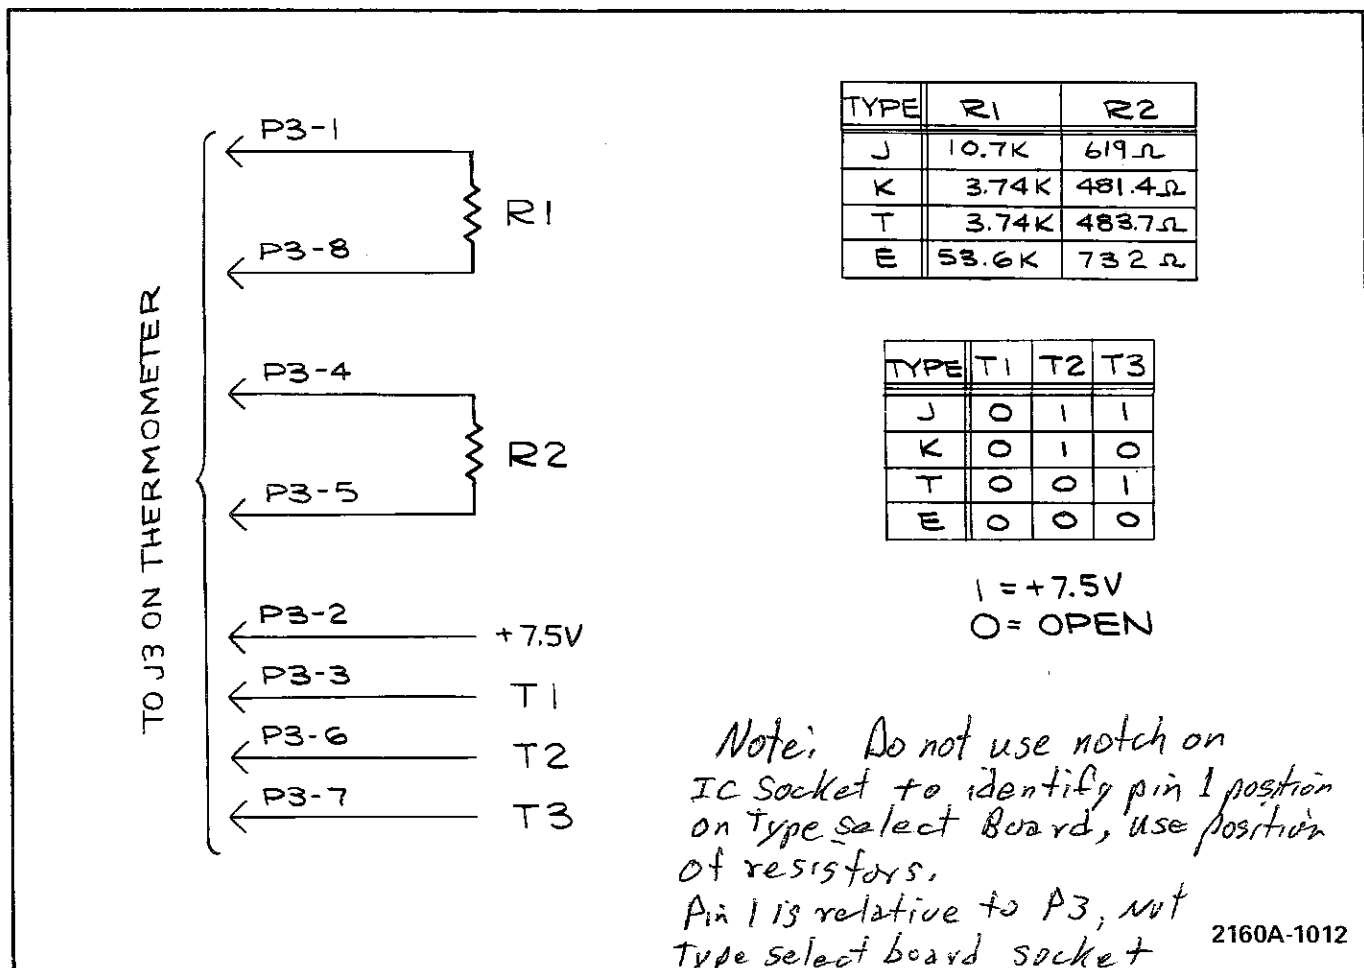 TO J3 ON THERMOMETER
P3-1
R1
P3-8
P3-4
R2
P3-5
P3-2
+7.5V
P3-3
T1
P3-6
T2
P3-7
T3
TYPE R1 R2
J 10.7K 619Ω
K 3.74K 481.4Ω
T 3.74K 483.7Ω
E 53.6K 732Ω
TYPE T1 T2 T3
J 0 1 1
K 0 1 0
T 0 0 1
E 0 0 0
1 = +7.5V
0 = OPEN
Note: Do not use notch on
IC Socket to identify pin 1 position
on Type Select Board, use position
of resistors.
Pin 1 is relative to P3, Not
Type select board socket
2160A-1012